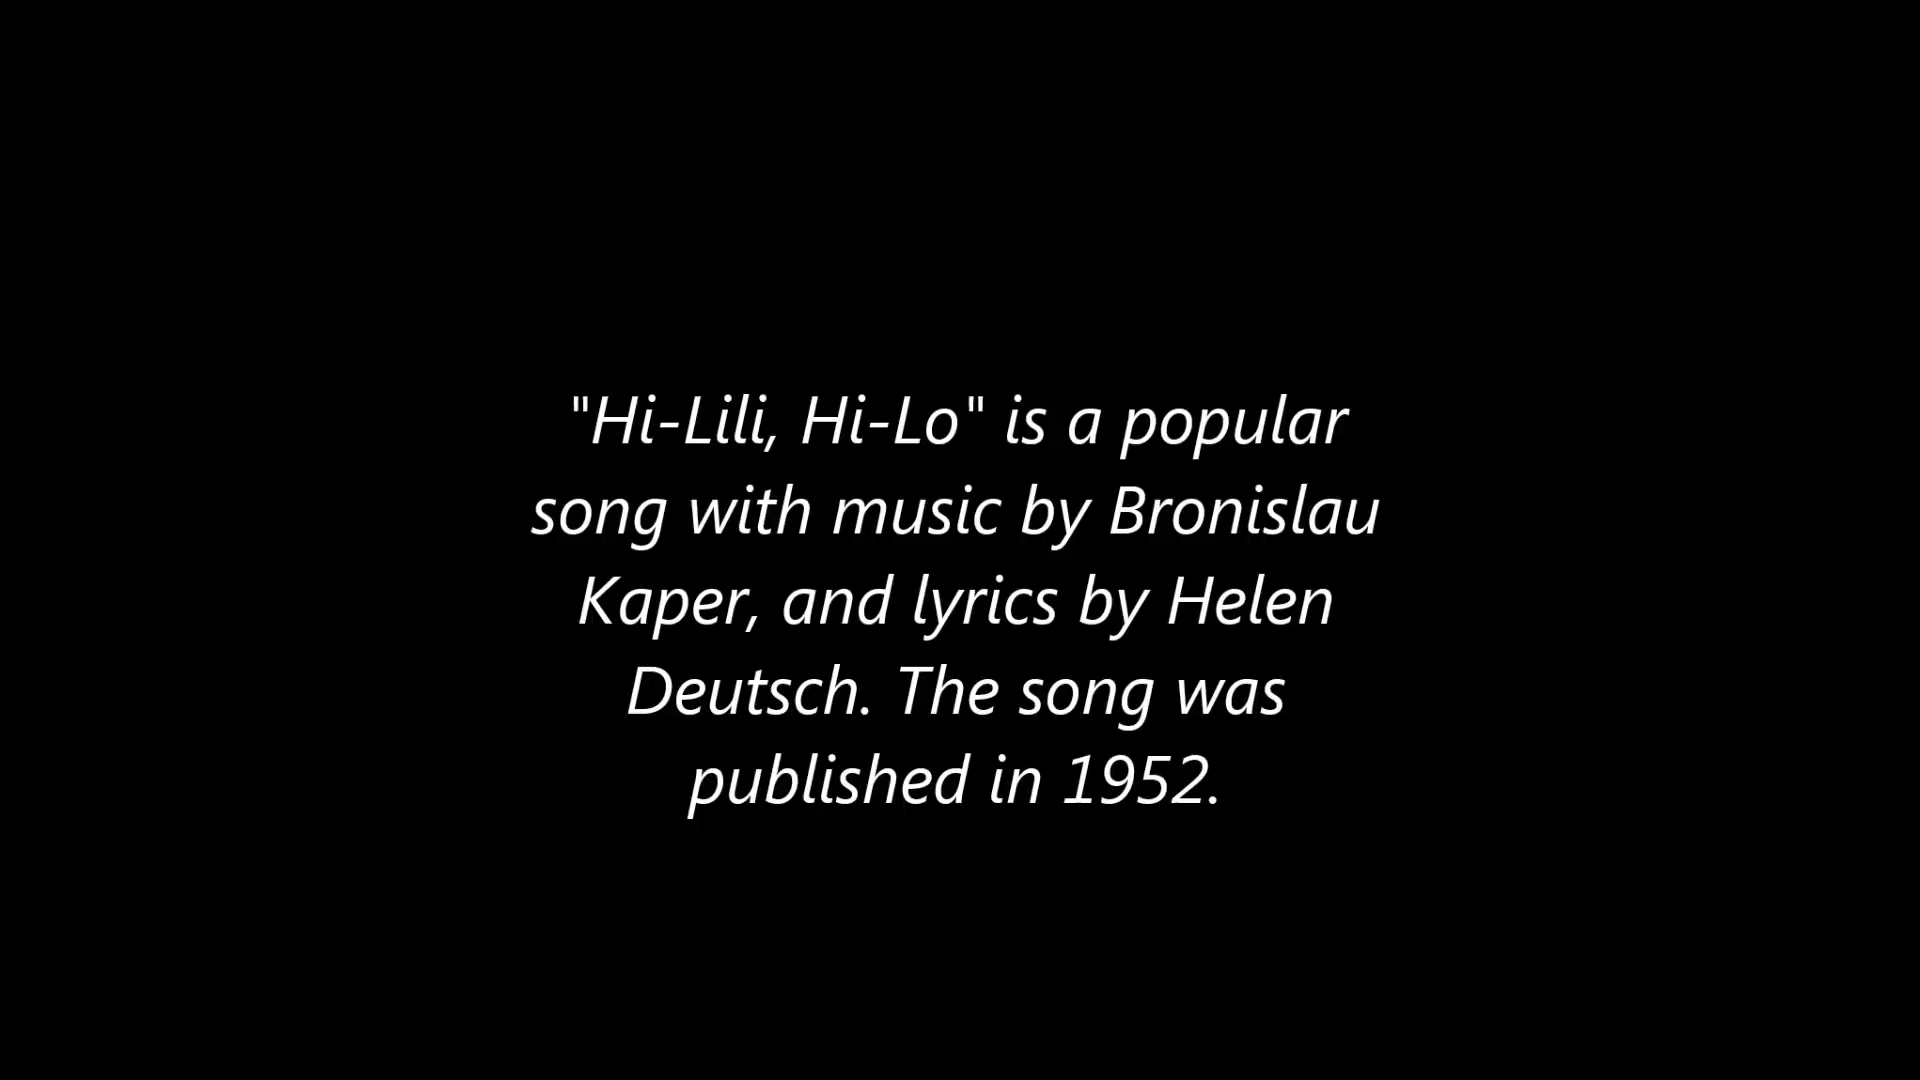 "Hi-Lili, Hi-Lo" is a popular
song with music by Bronislau
Kaper, and lyrics by Helen
Deutsch. The song was
published in 1952.